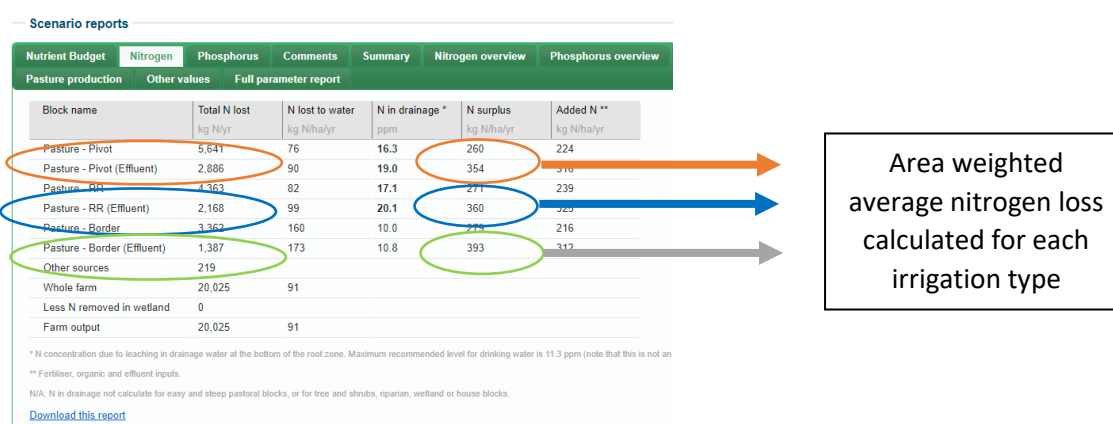 Scenario reports
Nutrient Budget Nitrogen Phosphorus Comments Summary Nitrogen overview Phosphorus overview
Pasture production Other values Full parameter report
Block name Total N lost N lost to water N in drainage * N surplus Added N **
kg N/yr kg N/ha/yr ppm kg N/ha/yr kg N/ha/yr
Pasture - Pivot 5,641 76 16.3 260 224
Pasture - Pivot (Effluent) 2,886 90 19.0 354 316
Pasture - RR 4,363 82 17.1 271 239
Pasture - RR (Effluent) 2,168 99 20.1 360 325
Pasture - Border 3,362 160 10.0 279 216
Pasture - Border (Effluent) 1,387 173 10.8 393 312
Other sources 219
Whole farm 20,025 91
Less N removed in wetland 0
Farm output 20,025 91
* N concentration due to leaching in drainage water at the bottom of the root zone. Maximum recommended level for drinking water is 11.3 ppm (note that this is not an
** Fertiliser, organic and effluent inputs.
N/A: N in drainage not calculate for easy and steep pastoral blocks, or for tree and shrubs, riparian, wetland or house blocks.
Download this report
Area weighted
average nitrogen loss
calculated for each
irrigation type